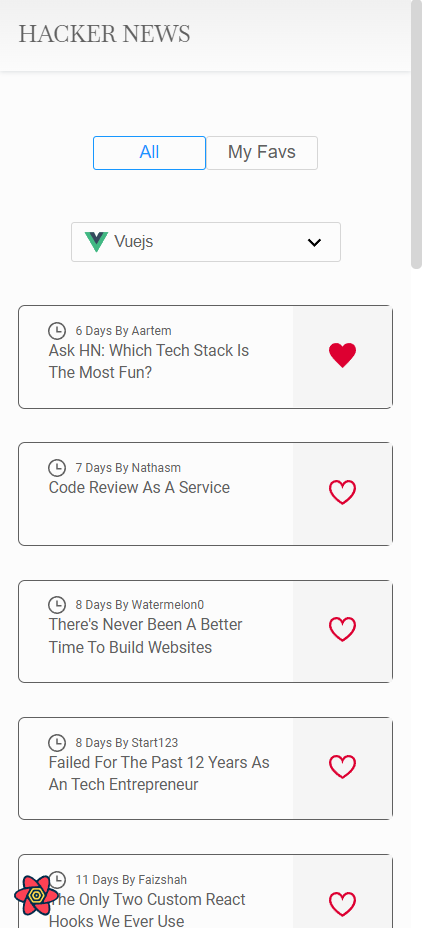 HACKER NEWS
All
My Favs
Vuejs
6 Days By Aartem
Ask HN: Which Tech Stack Is
The Most Fun?
7 Days By Nathasm
Code Review As A Service
8 Days By Watermelon0
There's Never Been A Better
Time To Build Websites
8 Days By Start123
Failed For The Past 12 Years As
An Tech Entrepreneur
11 Days By Faizshah
The Only Two Custom React
Hooks We Ever Use